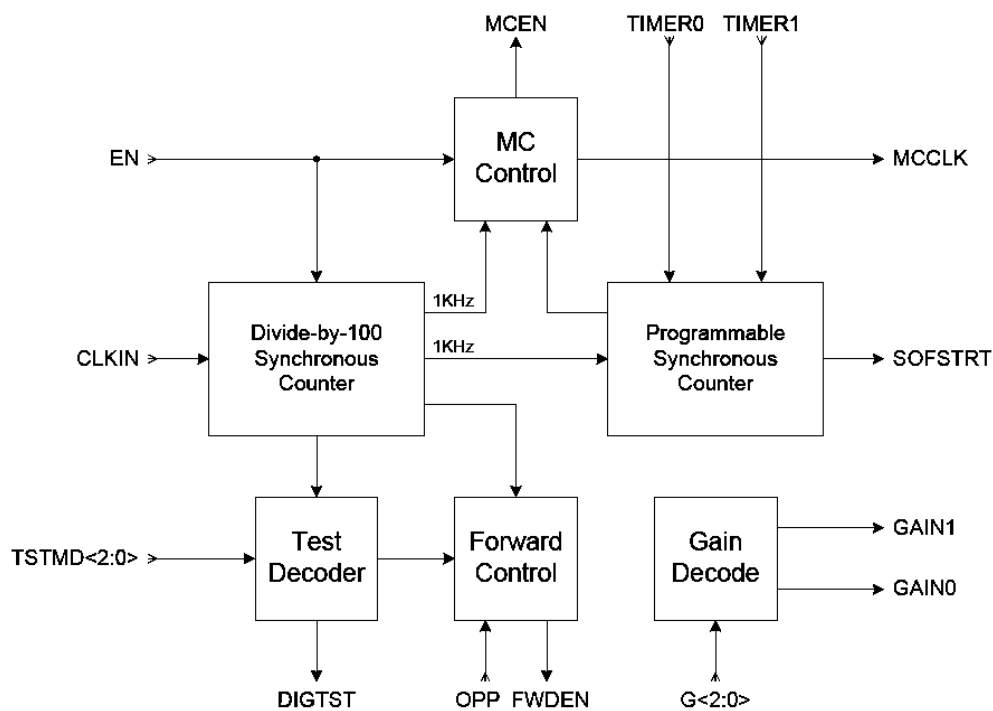 MCEN
TIMER0
TIMER1
EN
MC
Control
MCCLK
1KHz
Divide-by-100
Synchronous
Counter
CLKIN
1KHz
Programmable
Synchronous
Counter
SOFSTRT
TSTMD<2:0>
Test
Decoder
Forward
Control
Gain
Decode
GAIN1
GAIN0
DIGTST
OPP
FWDEN
G<2:0>